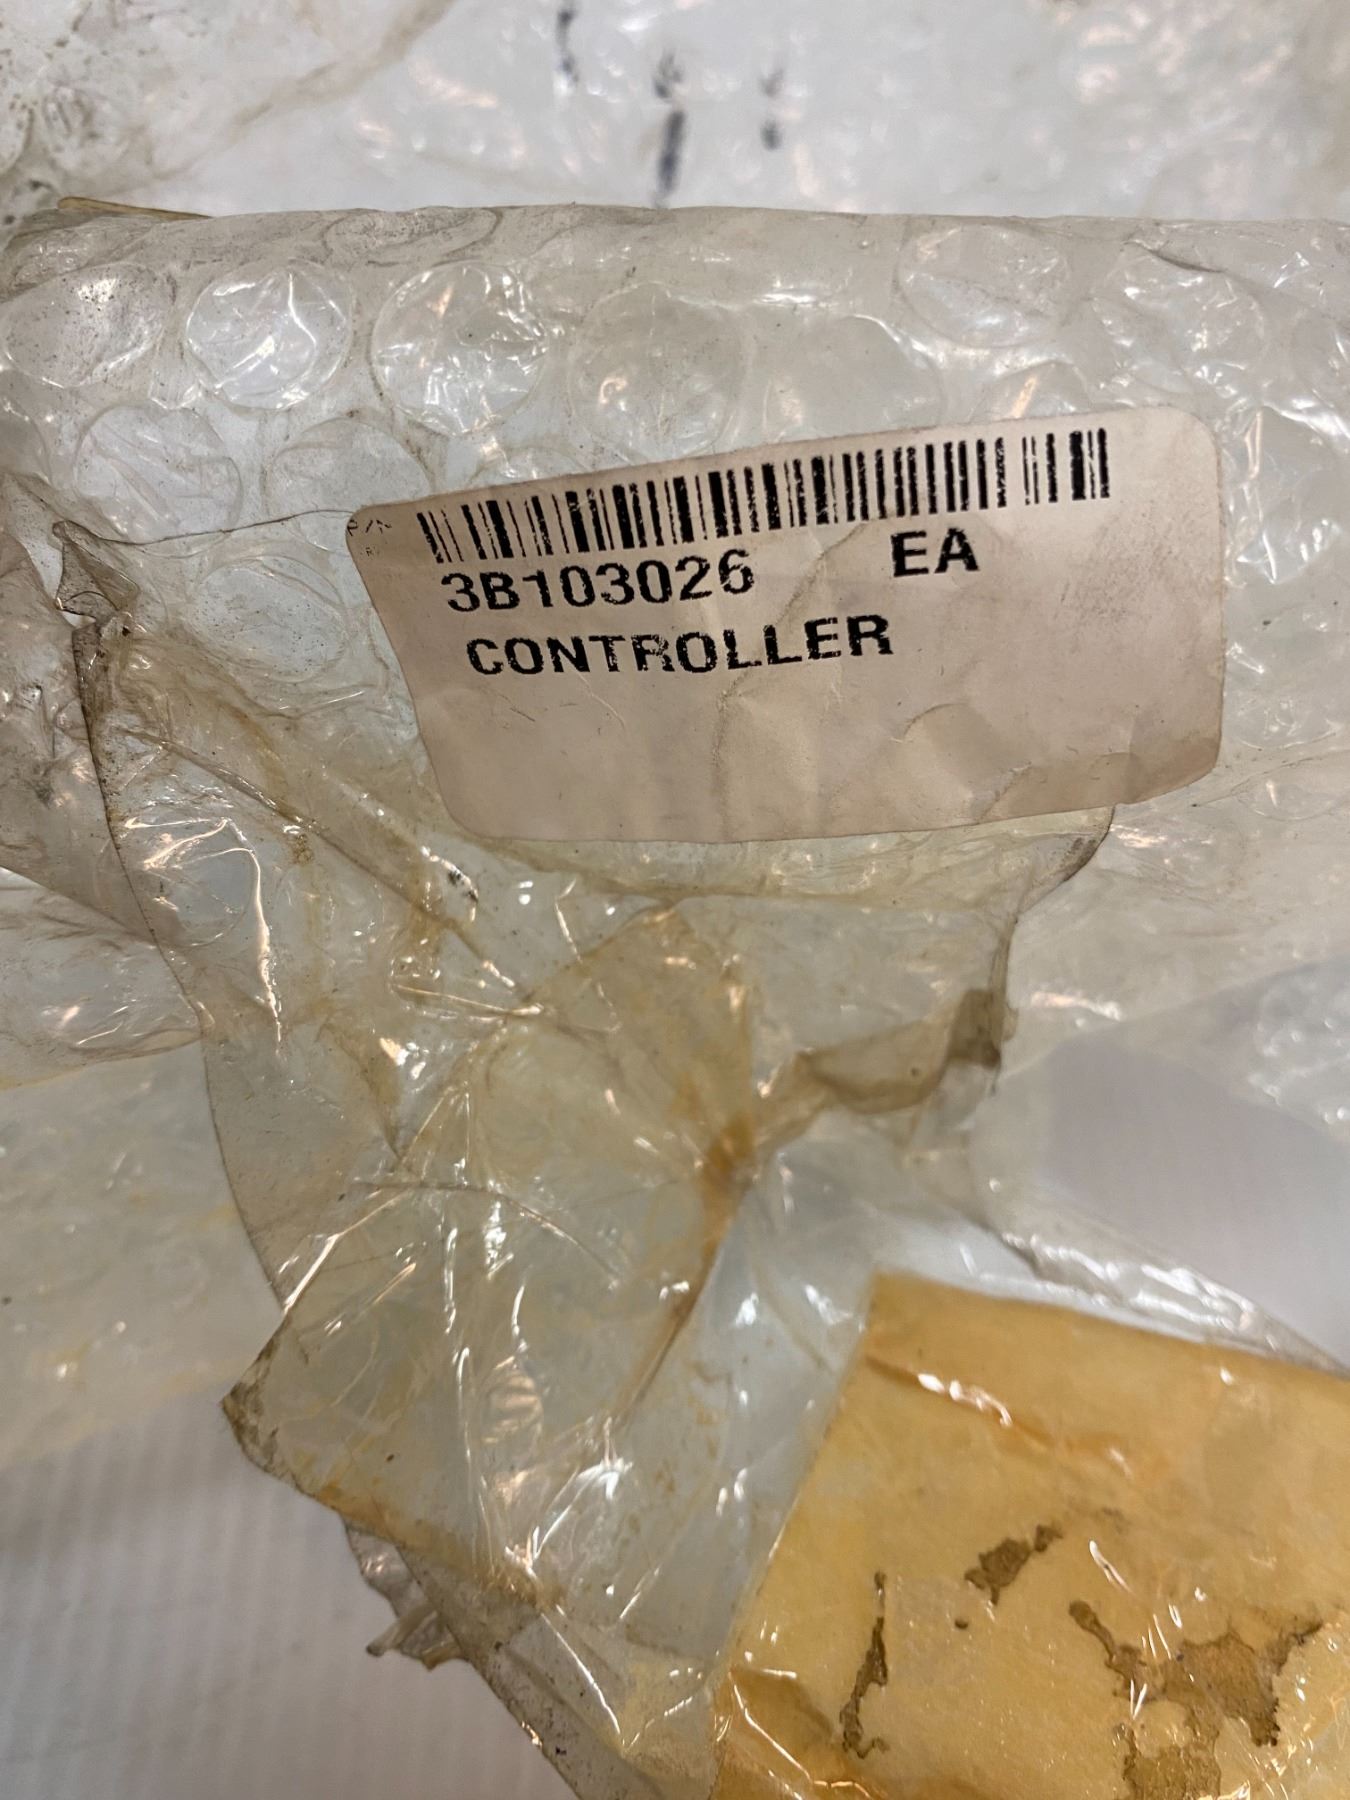 P/N
3B103026 EA
CONTROLLER